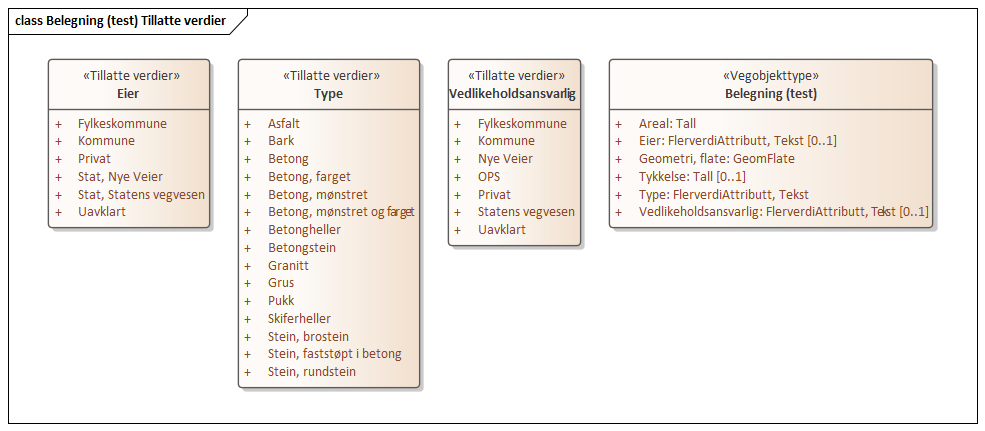 class Belegning (test) Tillatte verdier
«Tillatte verdier»
Eier
+ Fylkeskommune
+ Kommune
+ Privat
+ Stat, Nye Veier
+ Stat, Statens vegvesen
+ Uavklart
«Tillatte verdier»
Type
+ Asfalt
+ Bark
+ Betong
+ Betong, farget
+ Betong, mønstret
+ Betong, mønstret og farget
+ Betongheller
+ Betongstein
+ Granitt
+ Grus
+ Pukk
+ Skiferheller
+ Stein, brostein
+ Stein, faststøpt i betong
+ Stein, rundstein
«Tillatte verdier»
Vedlikeholdsansvarlig
+ Fylkeskommune
+ Kommune
+ Nye Veier
+ OPS
+ Privat
+ Statens vegvesen
+ Uavklart
«Vegobjekttype»
Belegning (test)
+ Areal: Tall
+ Eier: FlerverdiAttributt, Tekst [0..1]
+ Geometri, flate: GeomFlate
+ Tykkelse: Tall [0..1]
+ Type: FlerverdiAttributt, Tekst
+ Vedlikeholdsansvarlig: FlerverdiAttributt, Tekst [0..1]